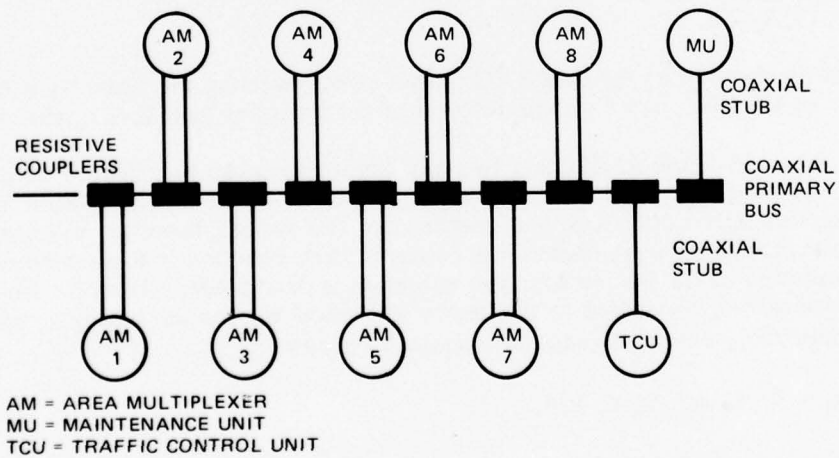 AM
2
AM
4
AM
6
AM
8
MU
COAXIAL
STUB
RESISTIVE
COUPLERS
COAXIAL
PRIMARY
BUS
COAXIAL
STUB
AM
1
AM
3
AM
5
AM
7
TCU
AM = AREA MULTIPLEXER
MU = MAINTENANCE UNIT
TCU = TRAFFIC CONTROL UNIT